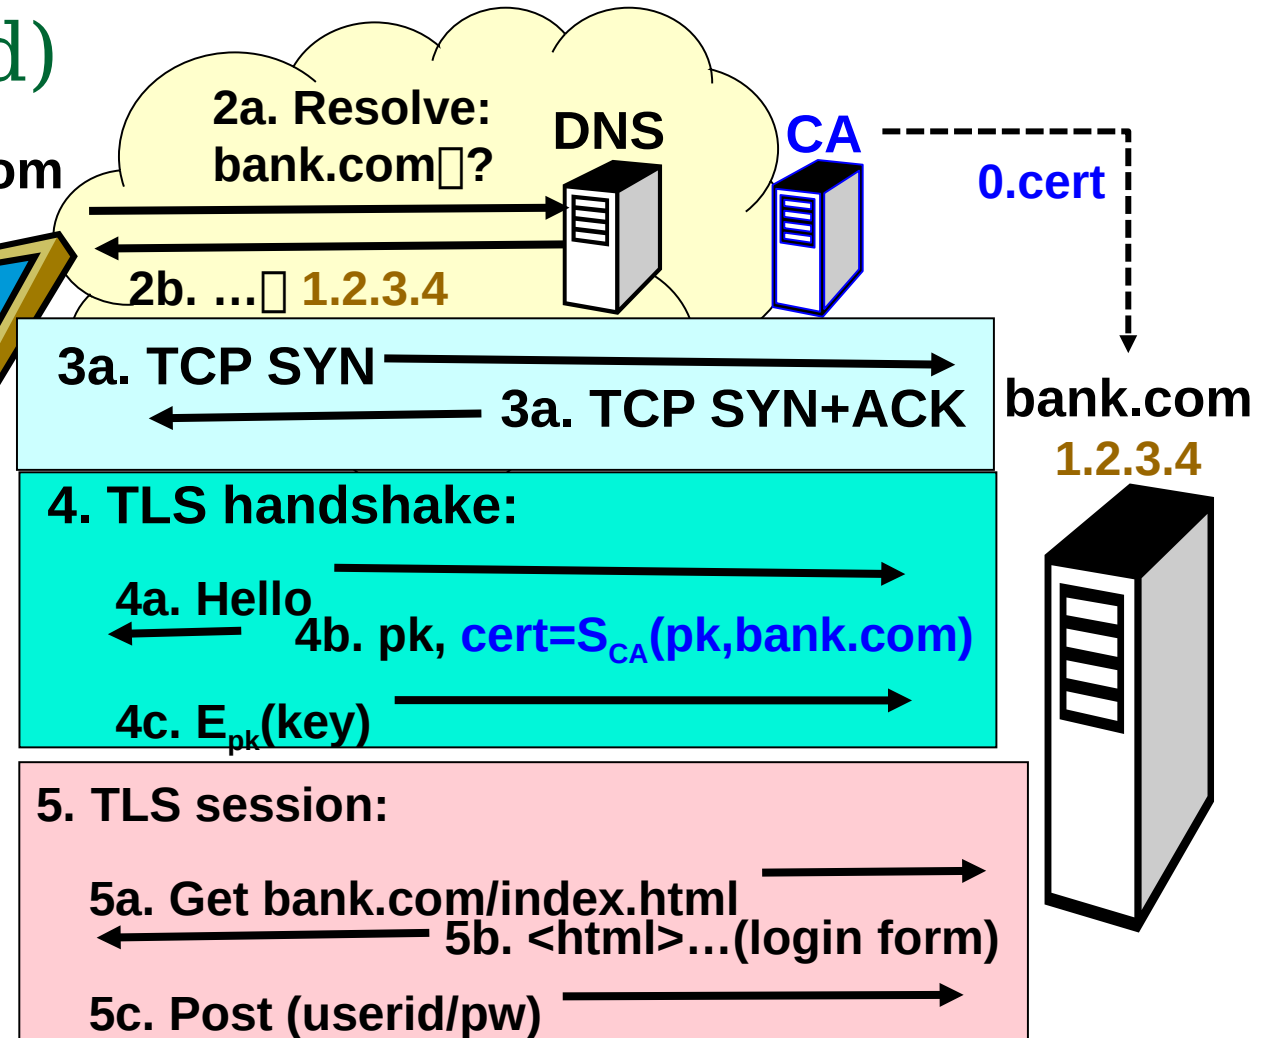 d)
om
2a. Resolve:
bank.com▯?
DNS
CA
0.cert
2b. …▯ 1.2.3.4
3a. TCP SYN
3a. TCP SYN+ACK
bank.com
1.2.3.4
4. TLS handshake:
4a. Hello
4b. pk, cert=S_CA(pk,bank.com)
4c. E_pk(key)
5. TLS session:
5a. Get bank.com/index.html
5b. <html>…(login form)
5c. Post (userid/pw)